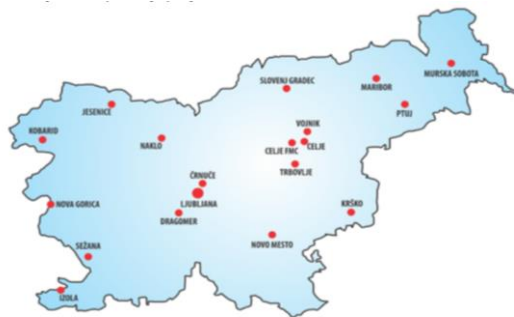 SLOVENJ GRADEC
MURSKA SOBOTA
MARIBOR
JESENICE
PTUJ
VOJNIK
KOBARID
NAKLO
CELJE FMC
CELJE
TRBOVLJE
ČRNUČE
NOVA GORICA
LJUBLJANA
KRŠKO
DRAGOMER
SEŽANA
NOVO MESTO
IZOLA